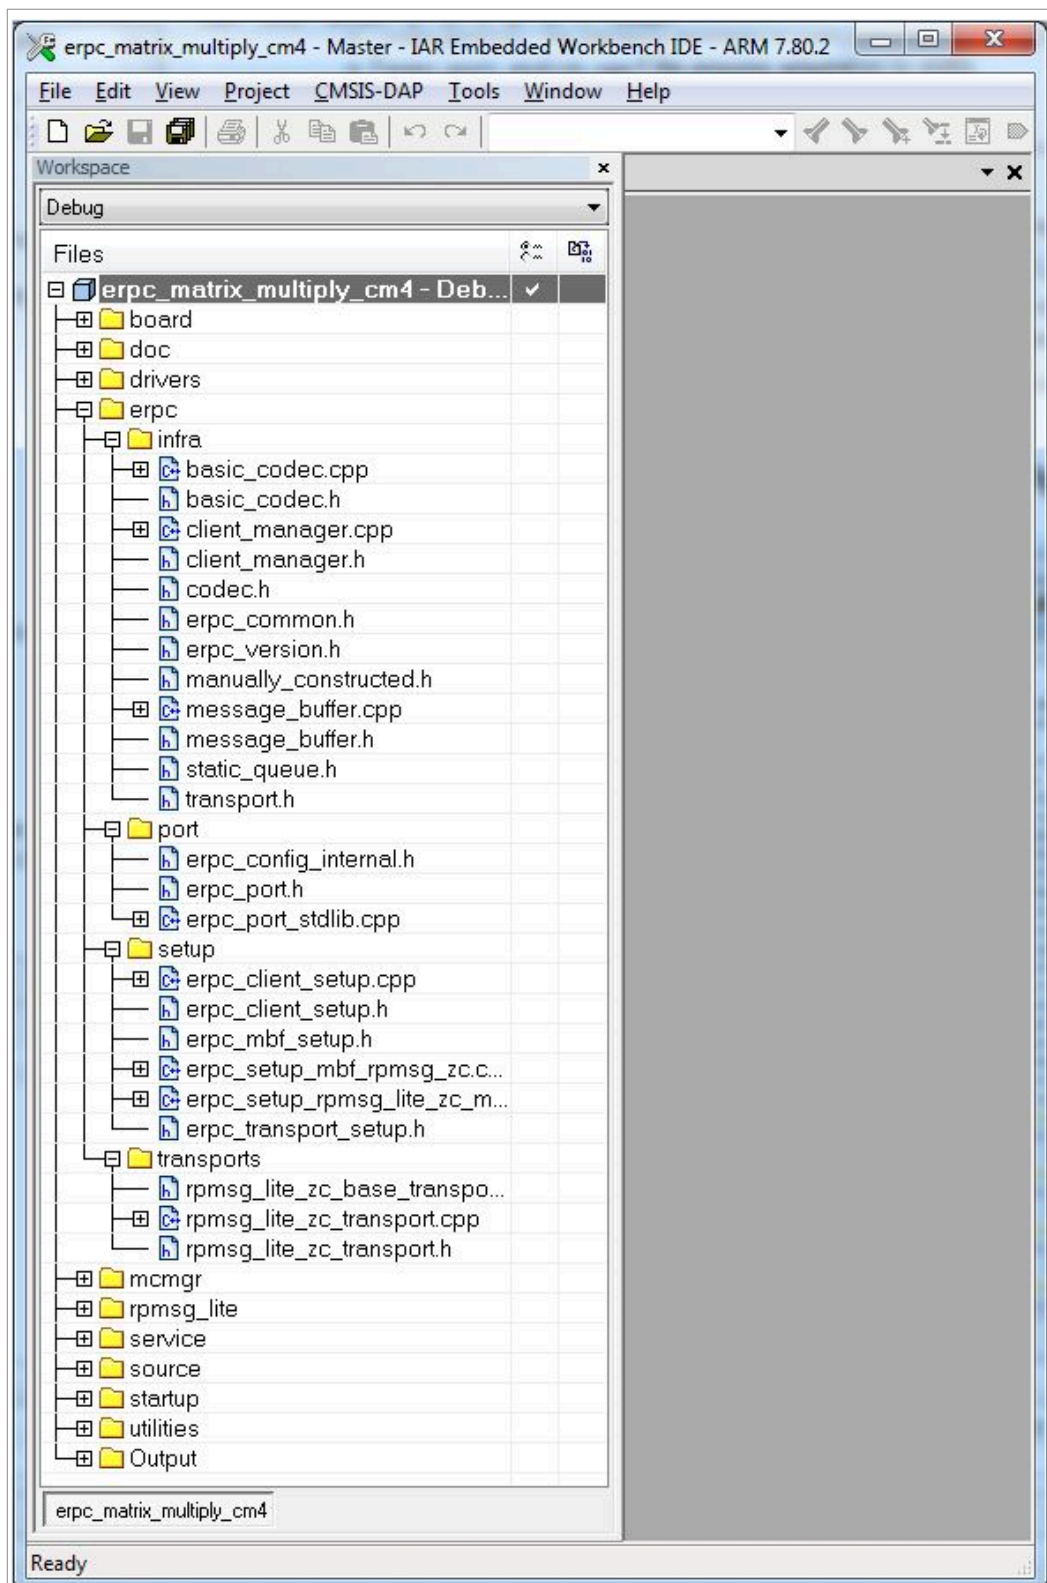 erpc_matrix_multiply_cm4 - Master - IAR Embedded Workbench IDE - ARM 7.80.2
File Edit View Project CMSIS-DAP Tools Window Help
Workspace
Debug
Files
erpc_matrix_multiply_cm4 - Deb...
board
doc
drivers
erpc
infra
basic_codec.cpp
basic_codec.h
client_manager.cpp
client_manager.h
codec.h
erpc_common.h
erpc_version.h
manually_constructed.h
message_buffer.cpp
message_buffer.h
static_queue.h
transport.h
port
erpc_config_internal.h
erpc_port.h
erpc_port_stdlib.cpp
setup
erpc_client_setup.cpp
erpc_client_setup.h
erpc_mbf_setup.h
erpc_setup_mbf_rpmsg_zc.c...
erpc_setup_rpmsg_lite_zc_m...
erpc_transport_setup.h
transports
rpmsg_lite_zc_base_transpo...
rpmsg_lite_zc_transport.cpp
rpmsg_lite_zc_transport.h
mcmgr
rpmsg_lite
service
source
startup
utilities
Output
erpc_matrix_multiply_cm4
Ready